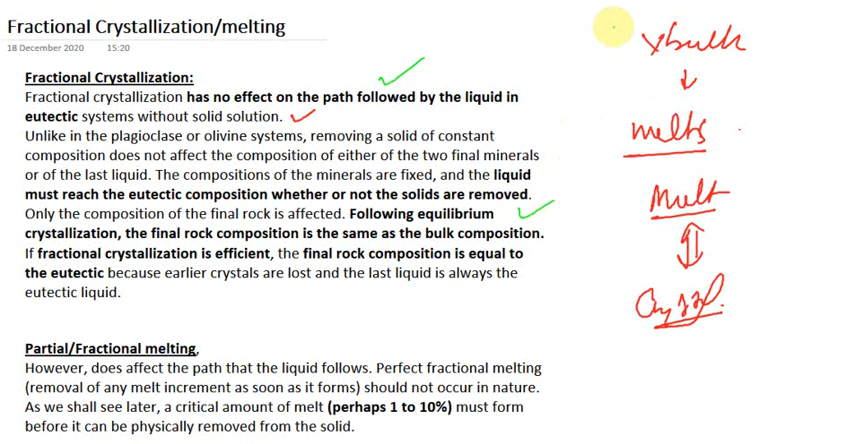 Fractional Crystallization/melting
18 December 2020 15:20
Fractional Crystallization:
Fractional crystallization has no effect on the path followed by the liquid in
eutectic systems without solid solution.
Unlike in the plagioclase or olivine systems, removing a solid of constant
composition does not affect the composition of either of the two final minerals
or of the last liquid. The compositions of the minerals are fixed, and the liquid
must reach the eutectic composition whether or not the solids are removed.
Only the composition of the final rock is affected. Following equilibrium
crystallization, the final rock composition is the same as the bulk composition.
If fractional crystallization is efficient, the final rock composition is equal to
the eutectic because earlier crystals are lost and the last liquid is always the
eutectic liquid.
Partial/Fractional melting,
However, does affect the path that the liquid follows. Perfect fractional melting
(removal of any melt increment as soon as it forms) should not occur in nature.
As we shall see later, a critical amount of melt (perhaps 1 to 10%) must form
before it can be physically removed from the solid.
Xbulk
melts
Melt